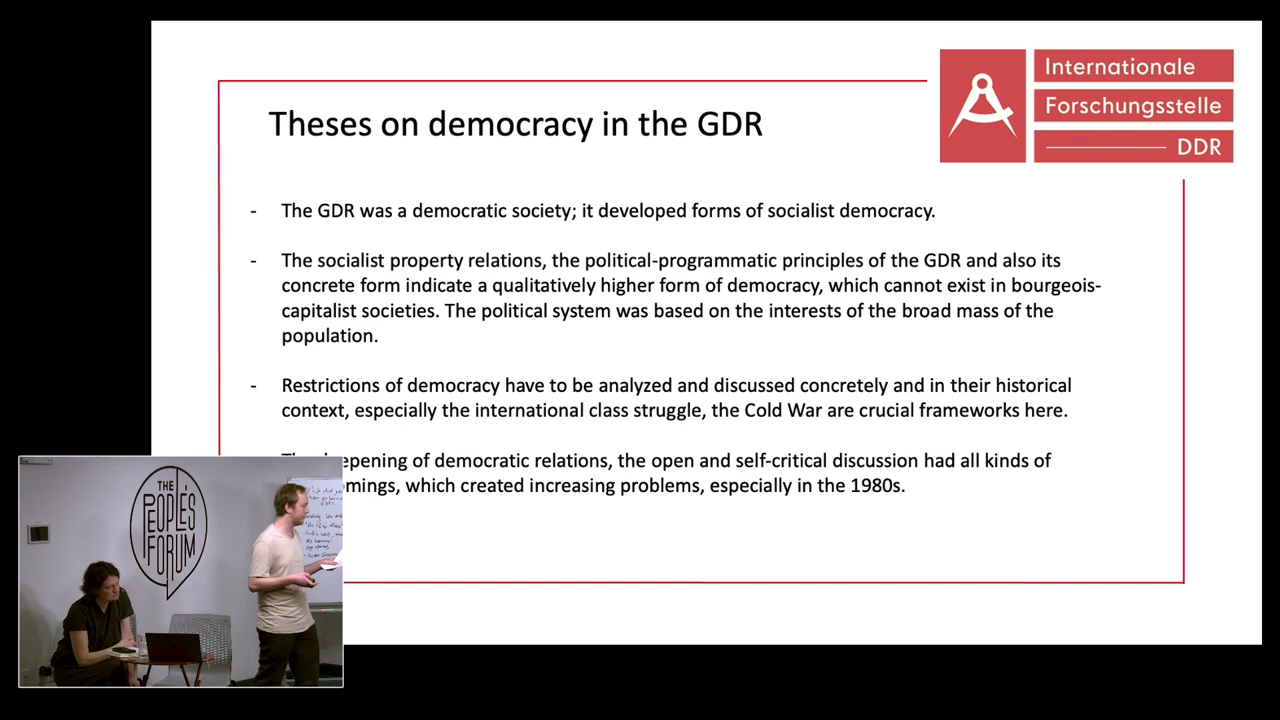 Internationale
Forschungsstelle
DDR
Theses on democracy in the GDR
- The GDR was a democratic society; it developed forms of socialist democracy.
- The socialist property relations, the political-programmatic principles of the GDR and also its
concrete form indicate a qualitatively higher form of democracy, which cannot exist in bourgeois-
capitalist societies. The political system was based on the interests of the broad mass of the
population.
- Restrictions of democracy have to be analyzed and discussed concretely and in their historical
context, especially the international class struggle, the Cold War are crucial frameworks here.
epening of democratic relations, the open and self-critical discussion had all kinds of
mings, which created increasing problems, especially in the 1980s.
THE
PEOPLE'S
FORUM